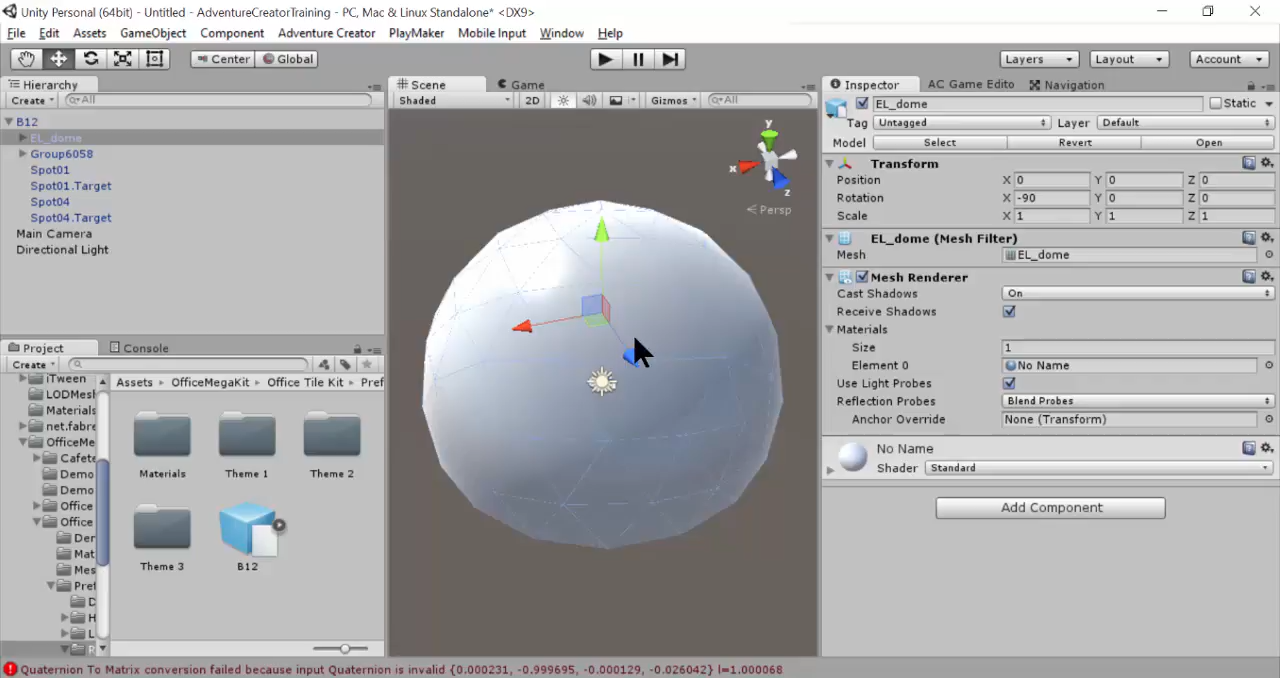 Unity Personal (64bit) - Untitled - AdventureCreatorTraining - PC, Mac & Linux Standalone* <DX9>
File Edit Assets GameObject Component Adventure Creator PlayMaker Mobile Input Window Help
Center Global Layers Layout Account
Hierarchy
Create All
B12
EL_dome
Group6058
Spot01
Spot01.Target
Spot04
Spot04.Target
Main Camera
Directional Light
Project Console
Create
iTween
LODMesh
Materials
net.fabre
OfficeMe
Cafete
Demo
Demo
Office
Office
Der
Mat
Mes
Pref
D
H
L
R
Assets OfficeMegaKit Office Tile Kit Pref
Materials Theme 1 Theme 2
Theme 3 B12
Scene Game
Shaded 2D Gizmos All
y
x
z
Persp
Inspector AC Game Edito Navigation
EL_dome Static
Tag Untagged Layer Default
Model Select Revert Open
Transform
Position X 0 Y 0 Z 0
Rotation X -90 Y 0 Z 0
Scale X 1 Y 1 Z 1
EL_dome (Mesh Filter)
Mesh EL_dome
Mesh Renderer
Cast Shadows On
Receive Shadows
Materials
Size 1
Element 0 No Name
Use Light Probes
Reflection Probes Blend Probes
Anchor Override None (Transform)
No Name
Shader Standard
Add Component
Quaternion To Matrix conversion failed because input Quaternion is invalid {0.000231, -0.999695, -0.000129, -0.026042} l=1.000068